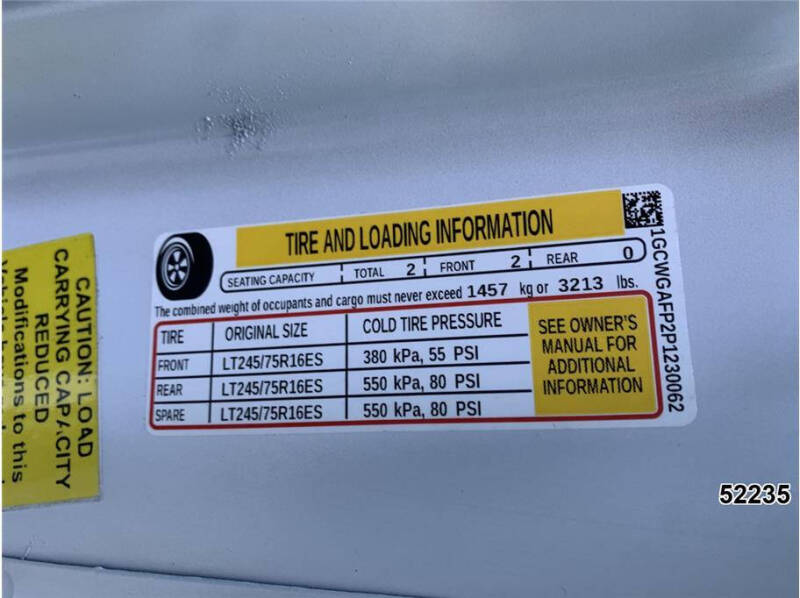 TIRE AND LOADING INFORMATION
SEATING CAPACITY TOTAL 2 FRONT 2 REAR 0
The combined weight of occupants and cargo must never exceed 1457 kg or 3213 lbs.
TIRE ORIGINAL SIZE COLD TIRE PRESSURE
FRONT LT245/75R16ES 380 kPa, 55 PSI
REAR LT245/75R16ES 550 kPa, 80 PSI
SPARE LT245/75R16ES 550 kPa, 80 PSI
SEE OWNER'S
MANUAL FOR
ADDITIONAL
INFORMATION
1GCWGAFP2P1230062
CAUTION: LOAD
CARRYING CAPACITY
REDUCED
Modifications to this
52235